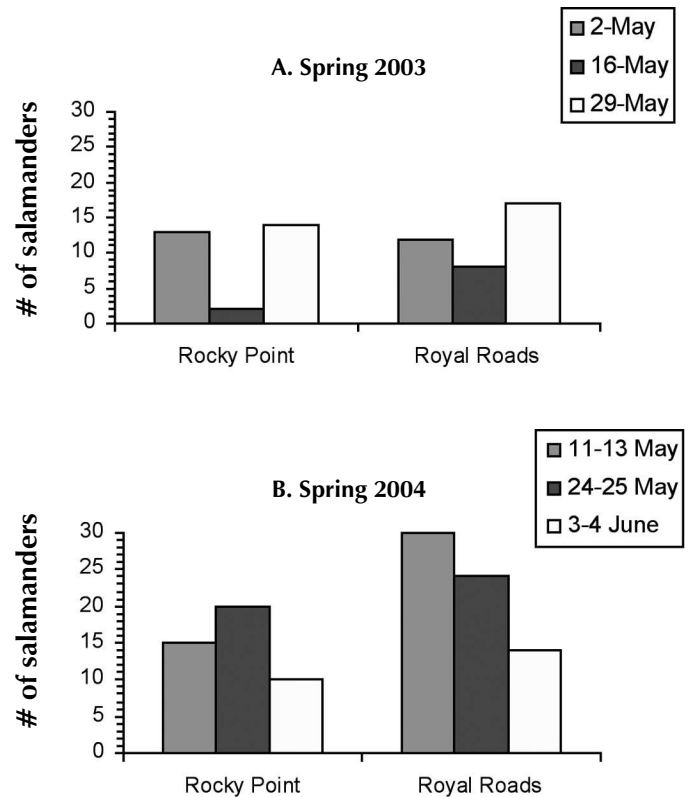 2-May
16-May
29-May
A. Spring 2003
# of salamanders
30
25
20
15
10
5
0
Rocky Point Royal Roads
11-13 May
24-25 May
3-4 June
B. Spring 2004
# of salamanders
30
25
20
15
10
5
0
Rocky Point Royal Roads